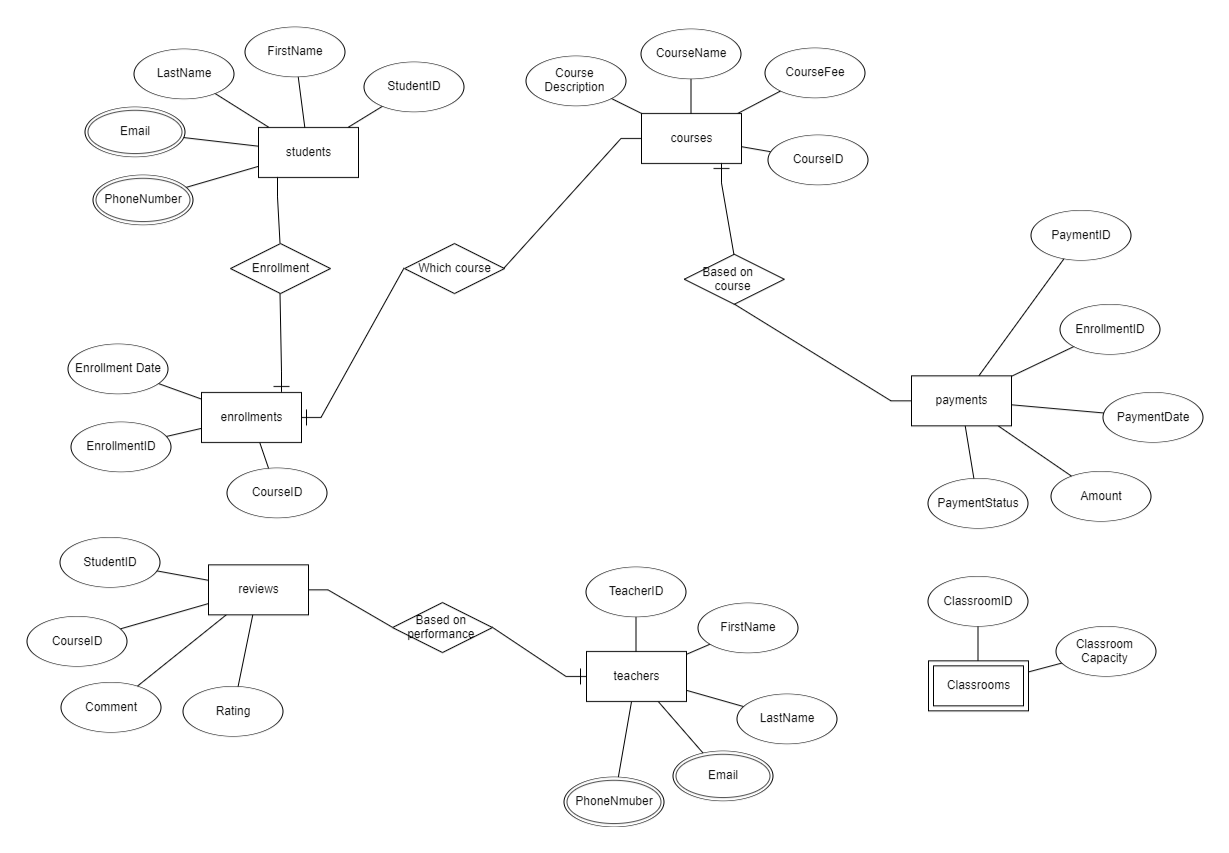 FirstName
LastName
StudentID
Email
PhoneNumber
students
Course
Description
CourseName
CourseFee
CourseID
courses
Enrollment
Which course
Based on
course
PaymentID
EnrollmentID
PaymentDate
Amount
PaymentStatus
payments
Enrollment Date
EnrollmentID
CourseID
enrollments
StudentID
CourseID
Comment
Rating
reviews
Based on
performance
TeacherID
FirstName
LastName
Email
PhoneNmuber
teachers
ClassroomID
Classroom
Capacity
Classrooms